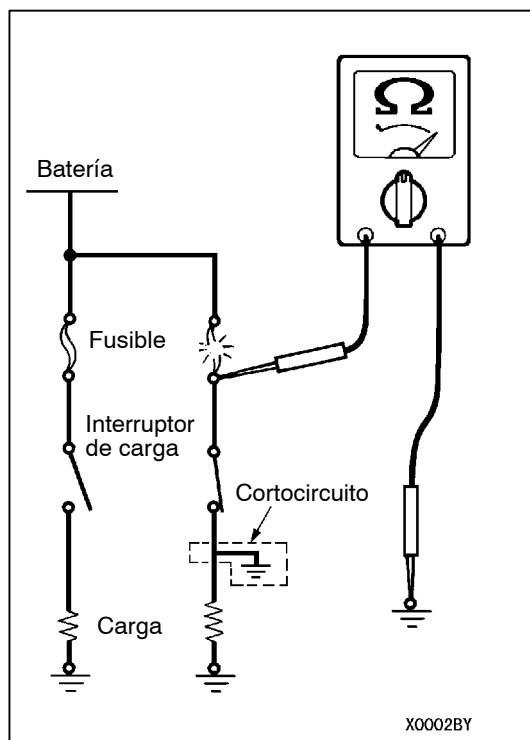 Ω
Batería
Fusible
Interruptor
de carga
Cortocircuito
Carga
X0002BY